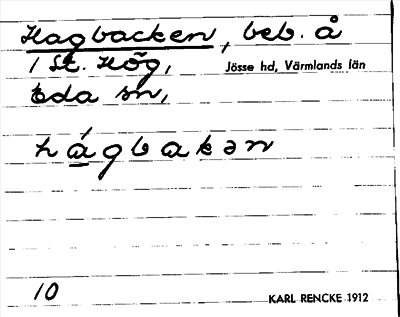 Hagbacken, beb. å
1 St. Hög,
Jösse hd, Värmlands län
Eda sn,
hágbakən
10
KARL RENCKE 1912